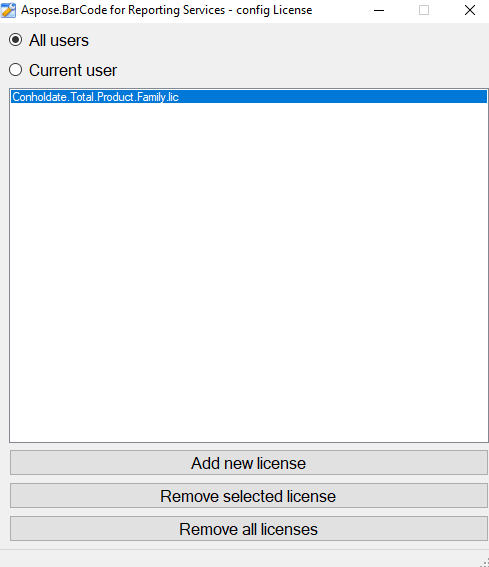 Aspose.BarCode for Reporting Services - config License
All users
Current user
Conholdate.Total.Product.Family.lic
Add new license
Remove selected license
Remove all licenses